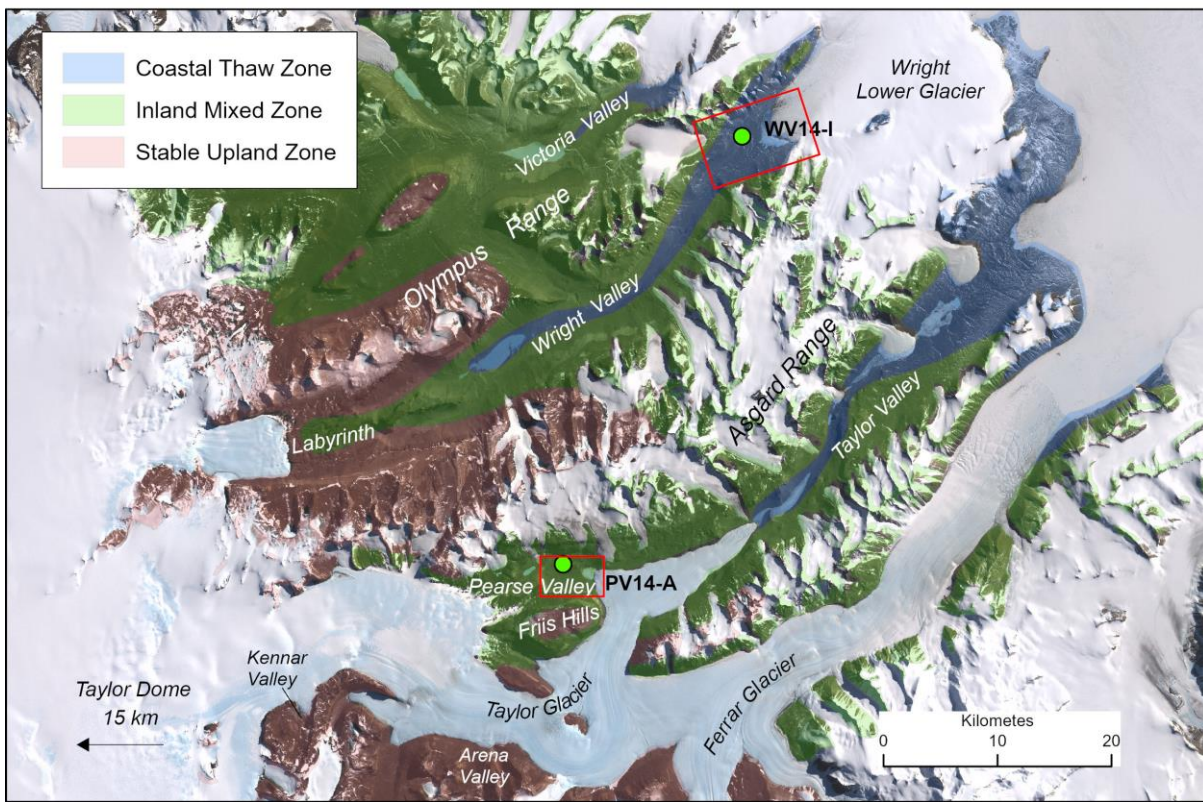 Coastal Thaw Zone
Inland Mixed Zone
Stable Upland Zone
Wright
Lower Glacier
WV14-I
Victoria Valley
Olympus Range
Wright Valley
Asgard Range
Taylor Valley
Labyrinth
Pearse Valley
PV14-A
Friis Hills
Kennar
Valley
Taylor Dome
15 km
Taylor Glacier
Ferrar Glacier
Arena
Valley
Kilometes
0 10 20